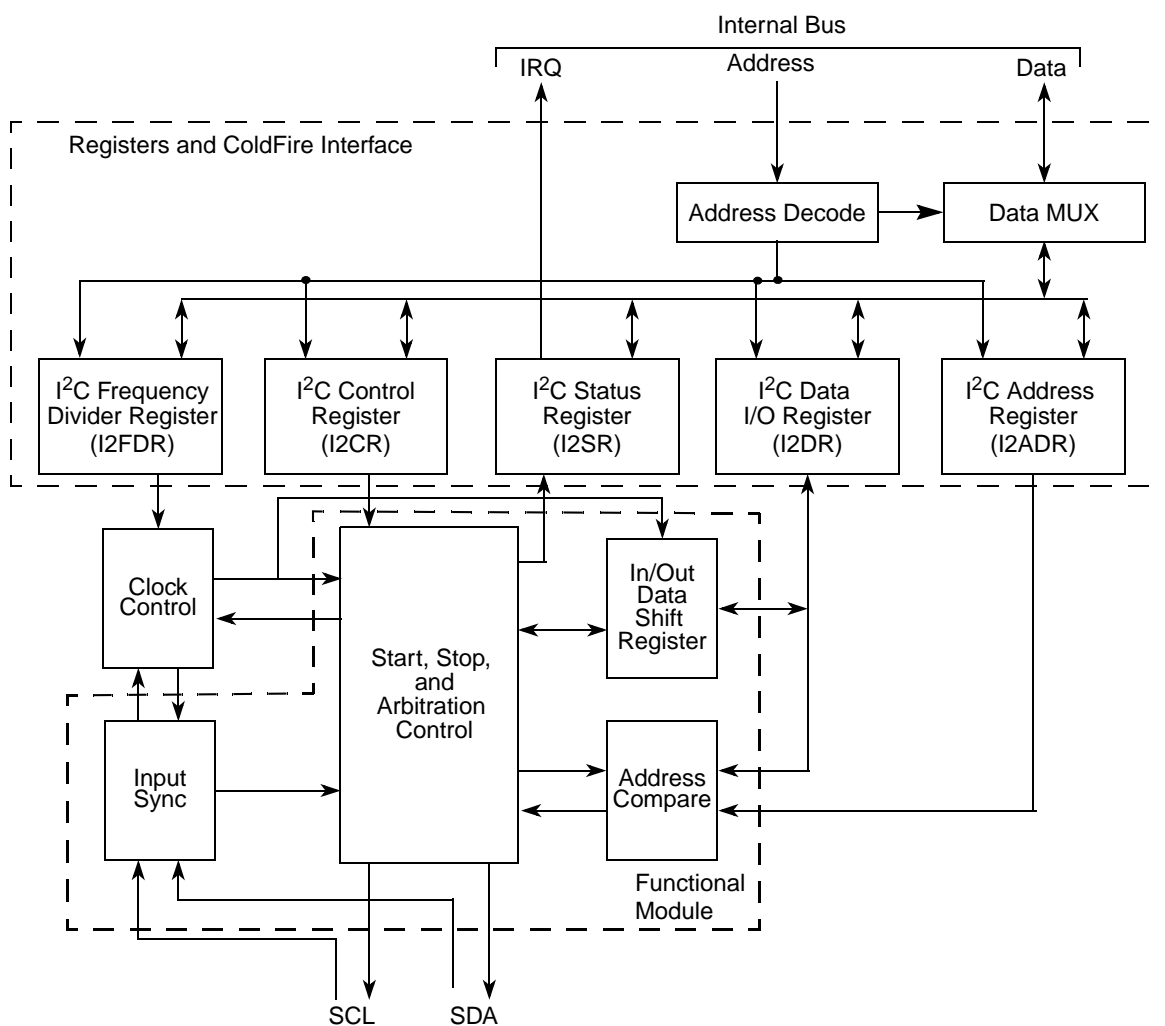 Internal Bus
IRQ
Address
Data
Registers and ColdFire Interface
Address Decode
Data MUX
I²C Frequency
Divider Register
(I2FDR)
I²C Control
Register
(I2CR)
I²C Status
Register
(I2SR)
I²C Data
I/O Register
(I2DR)
I²C Address
Register
(I2ADR)
Clock
Control
In/Out
Data
Shift
Register
Start, Stop,
and
Arbitration
Control
Input
Sync
Address
Compare
Functional
Module
SCL
SDA